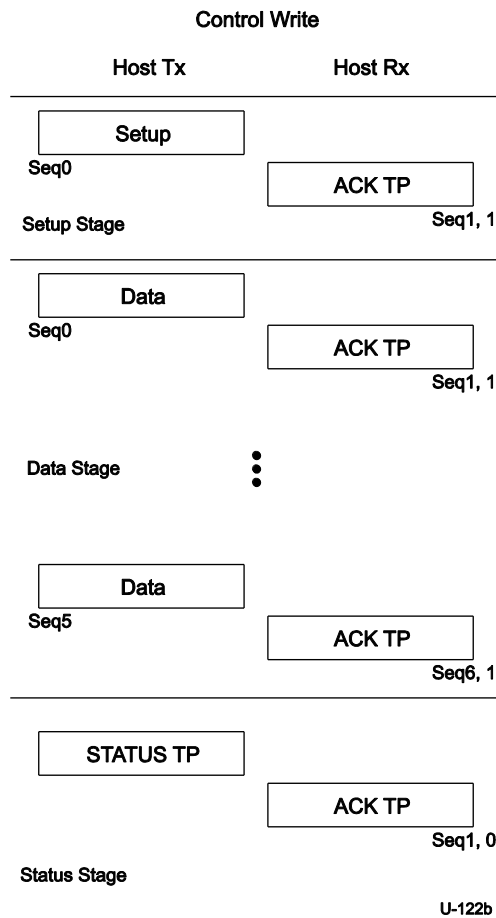 Control Write
Host Tx Host Rx
Setup
Seq0
ACK TP
Seq1, 1
Setup Stage
Data
Seq0
ACK TP
Seq1, 1
Data Stage
Data
Seq5
ACK TP
Seq6, 1
STATUS TP
ACK TP
Seq1, 0
Status Stage
U-122b